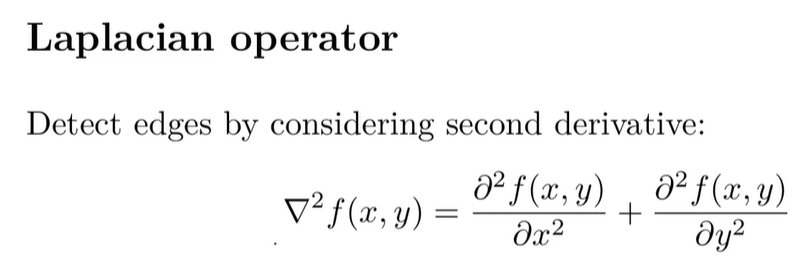 Laplacian operator
Detect edges by considering second derivative:
∇²f(x, y) = ∂²f(x, y)/∂x² + ∂²f(x, y)/∂y²